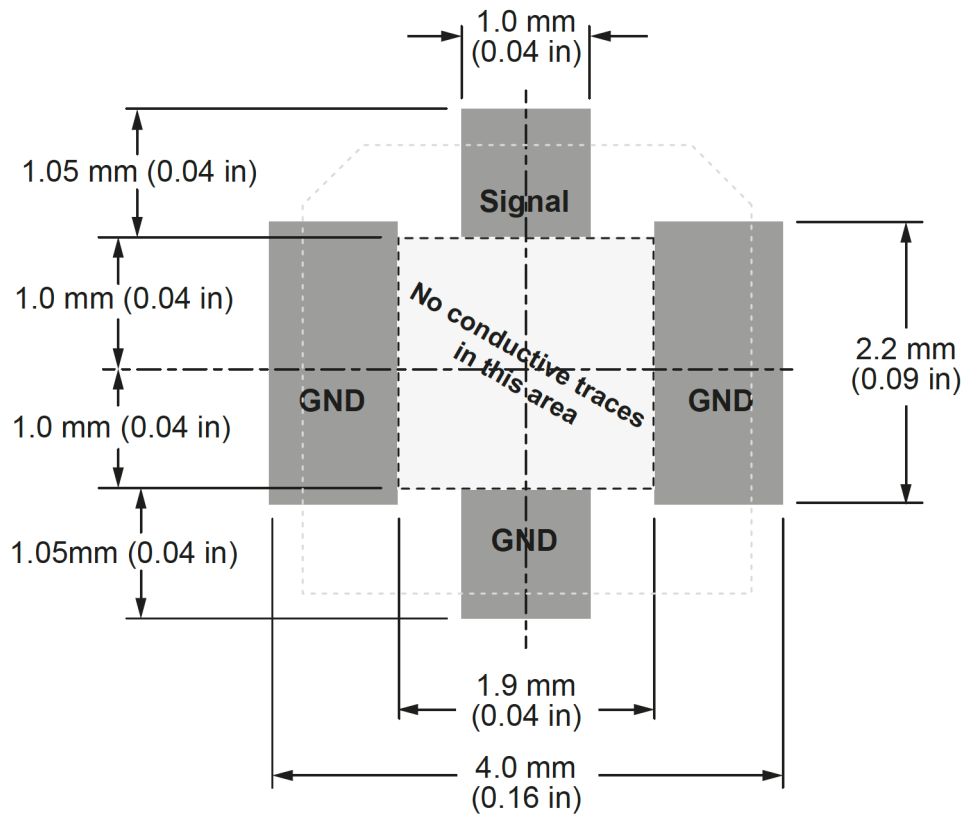 1.0 mm
(0.04 in)
1.05 mm (0.04 in)
Signal
1.0 mm (0.04 in)
No conductive traces
in this area
2.2 mm
(0.09 in)
GND
GND
1.0 mm (0.04 in)
GND
1.05mm (0.04 in)
1.9 mm
(0.04 in)
4.0 mm
(0.16 in)